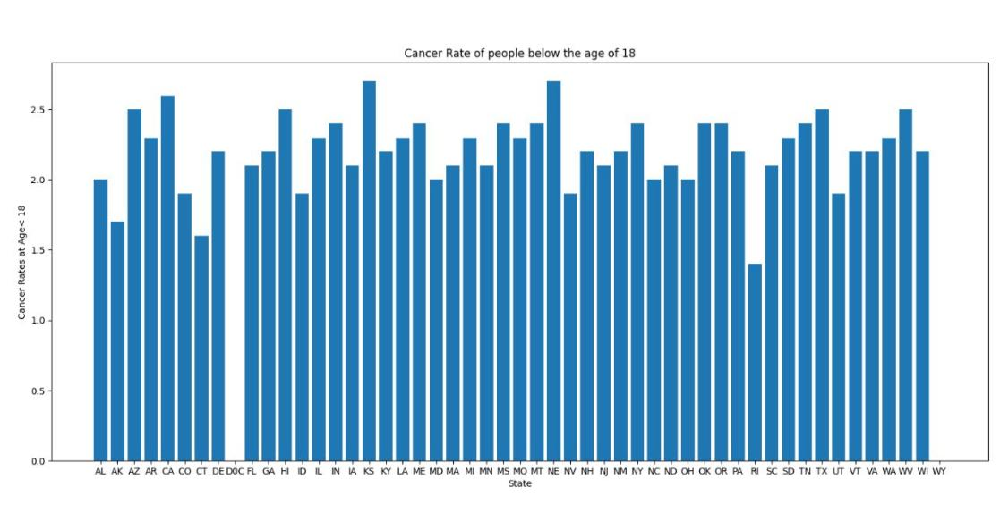 Cancer Rate of people below the age of 18
Cancer Rates at Age< 18
2.5
2.0
1.5
1.0
0.5
0.0
AL AK AZ AR CA CO CT DE D0C FL GA HI ID IL IN IA KS KY LA ME MD MA MI MN MS MO MT NE NV NH NJ NM NY NC ND OH OK OR PA RI SC SD TN TX UT VT VA WA WV WI WY
State